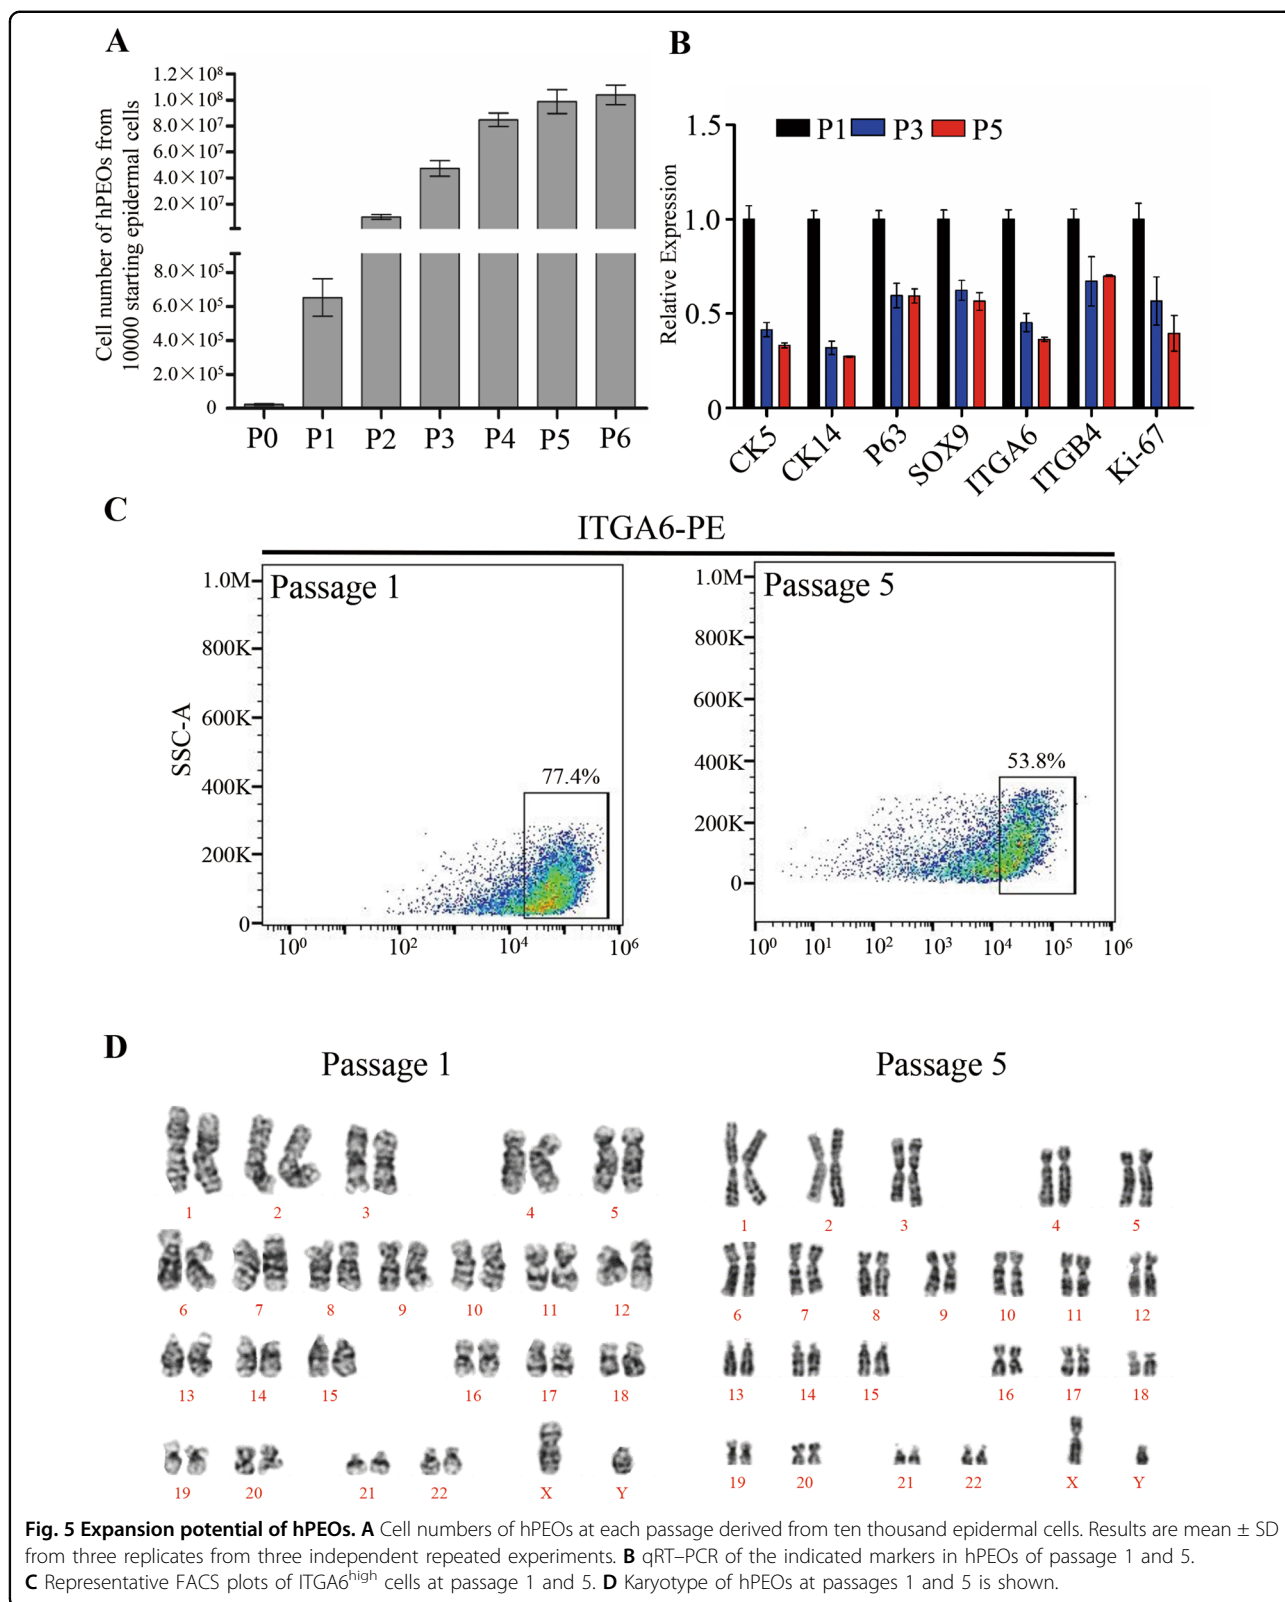 A
Cell number of hPEOs from
10000 starting epidermal cells
1.2×10⁸
1.0×10⁸
8.0×10⁷
6.0×10⁷
4.0×10⁷
2.0×10⁷
8.0×10⁵
6.0×10⁵
4.0×10⁵
2.0×10⁵
0
P0 P1 P2 P3 P4 P5 P6
B
Relative Expression
1.5
1.0
0.5
0
P1 P3 P5
CK5 CK14 P63 SOX9 ITGA6 ITGB4 Ki-67
C
ITGA6-PE
SSC-A
Passage 1
1.0M
800K
600K
400K
200K
0
77.4%
10⁰ 10² 10⁴ 10⁶
Passage 5
1.0M
800K
600K
400K
200K
0
53.8%
10⁰ 10¹ 10² 10³ 10⁴ 10⁵ 10⁶
D
Passage 1
1 2 3 4 5
6 7 8 9 10 11 12
13 14 15 16 17 18
19 20 21 22 X Y
Passage 5
1 2 3 4 5
6 7 8 9 10 11 12
13 14 15 16 17 18
19 20 21 22 X Y
Fig. 5 Expansion potential of hPEOs. A Cell numbers of hPEOs at each passage derived from ten thousand epidermal cells. Results are mean ± SD
from three replicates from three independent repeated experiments. B qRT–PCR of the indicated markers in hPEOs of passage 1 and 5.
C Representative FACS plots of ITGA6ʰⁱᵍʰ cells at passage 1 and 5. D Karyotype of hPEOs at passages 1 and 5 is shown.